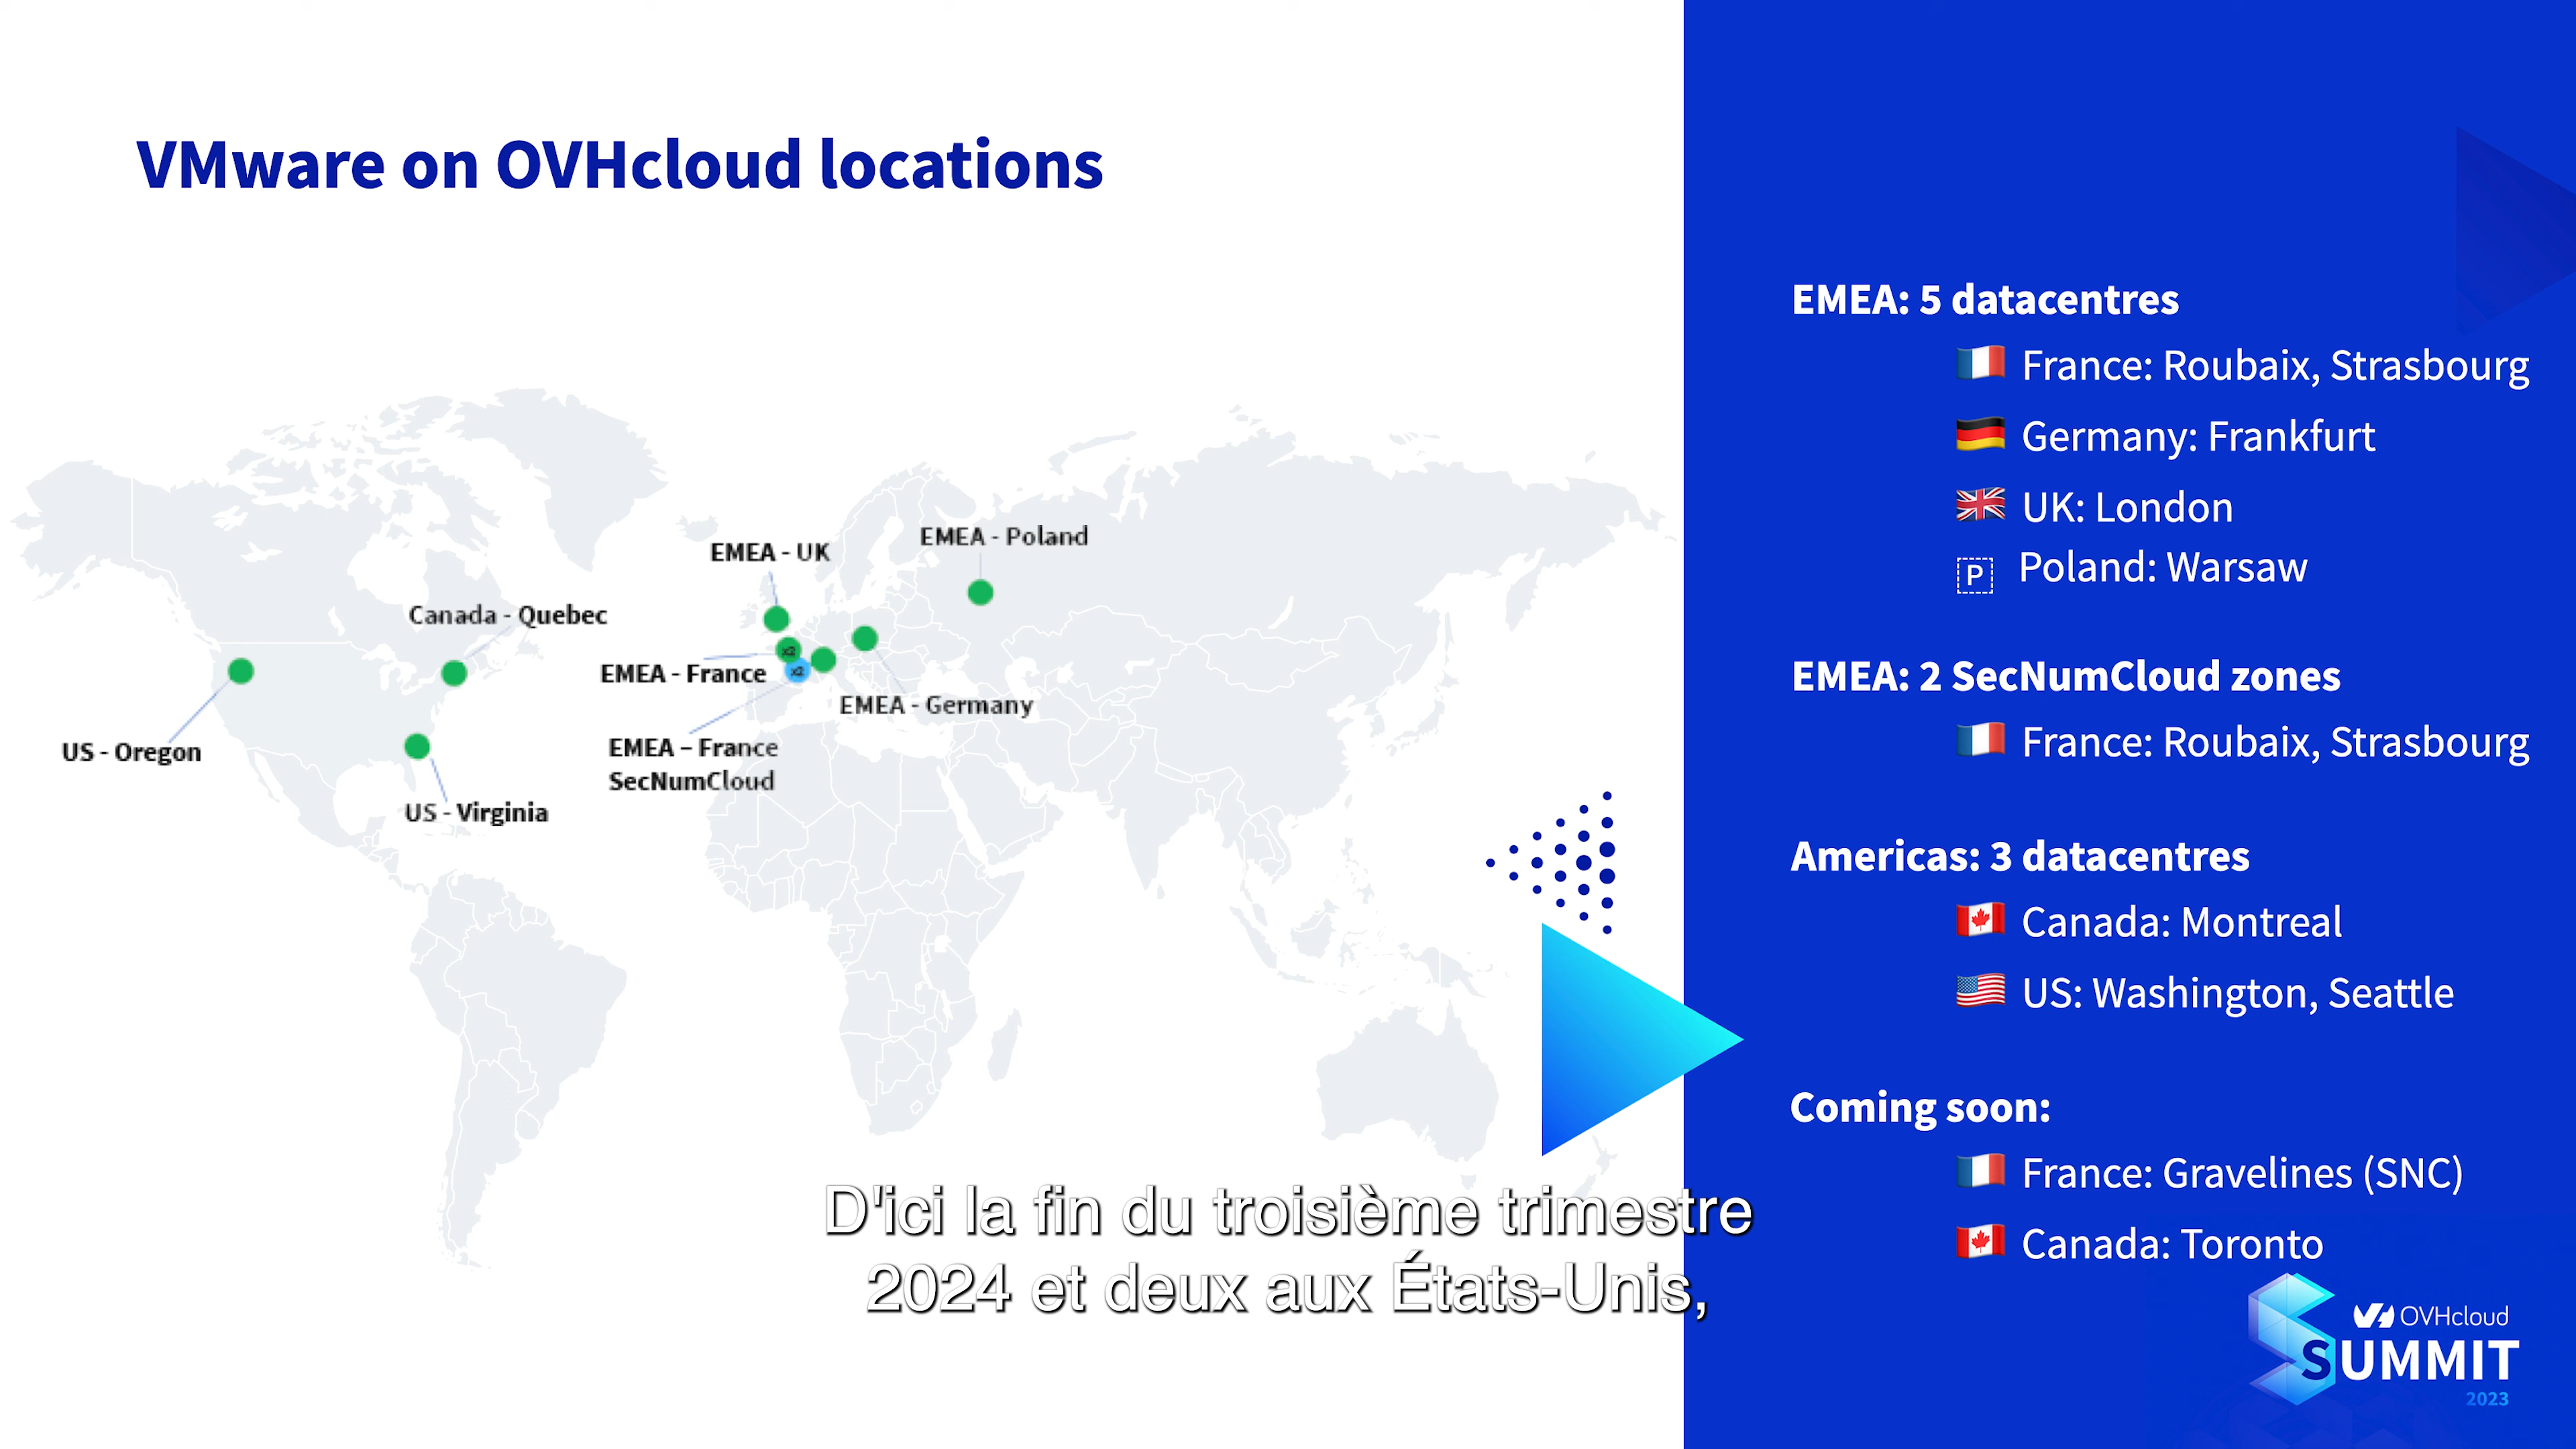 VMware on OVHcloud locations
EMEA - UK
EMEA - Poland
Canada - Quebec
EMEA - France
x2
x2
EMEA - Germany
US - Oregon
EMEA – France
SecNumCloud
US - Virginia
EMEA: 5 datacentres
France: Roubaix, Strasbourg
Germany: Frankfurt
UK: London
P Poland: Warsaw
EMEA: 2 SecNumCloud zones
France: Roubaix, Strasbourg
Americas: 3 datacentres
Canada: Montreal
US: Washington, Seattle
Coming soon:
France: Gravelines (SNC)
Canada: Toronto
D'ici la fin du troisième trimestre
2024 et deux aux États-Unis,
OVHcloud
SUMMIT
2023